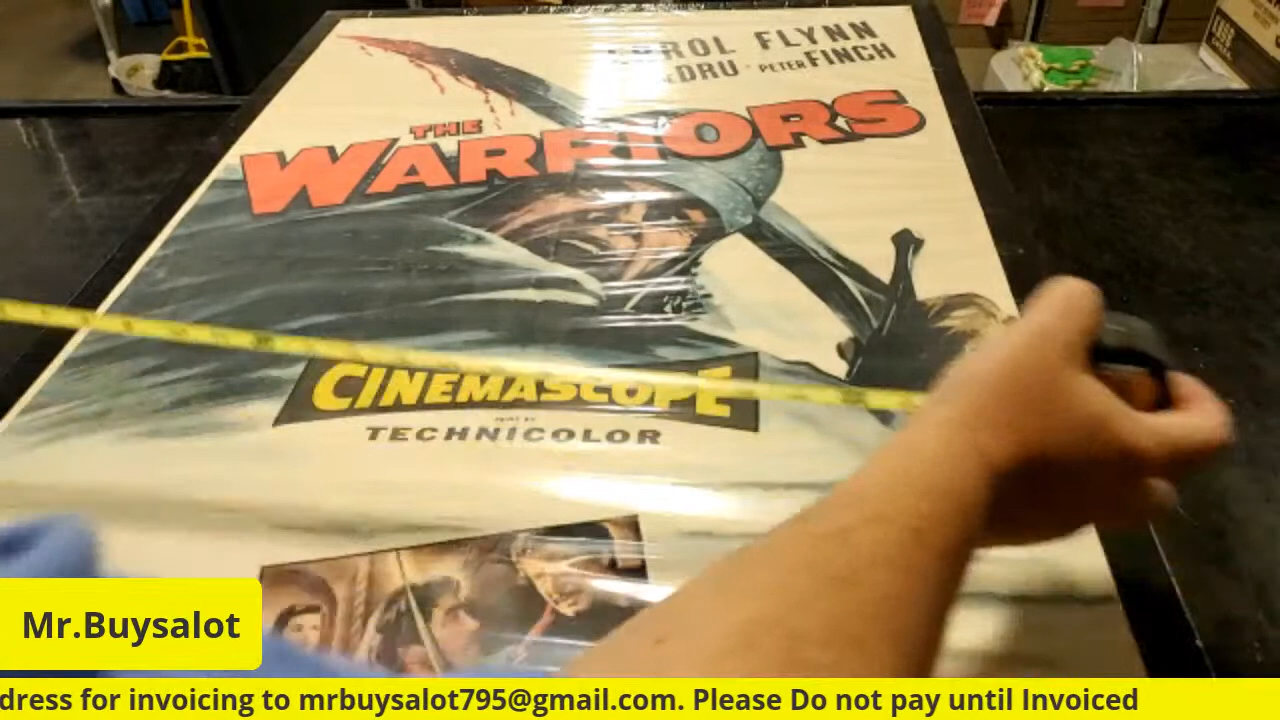 FLYNN
DRU · PETER FINCH
THE
WARRIORS
CINEMASCOPE
TECHNICOLOR
Mr.Buysalot
dress for invoicing to mrbuysalot795@gmail.com. Please Do not pay until Invoiced